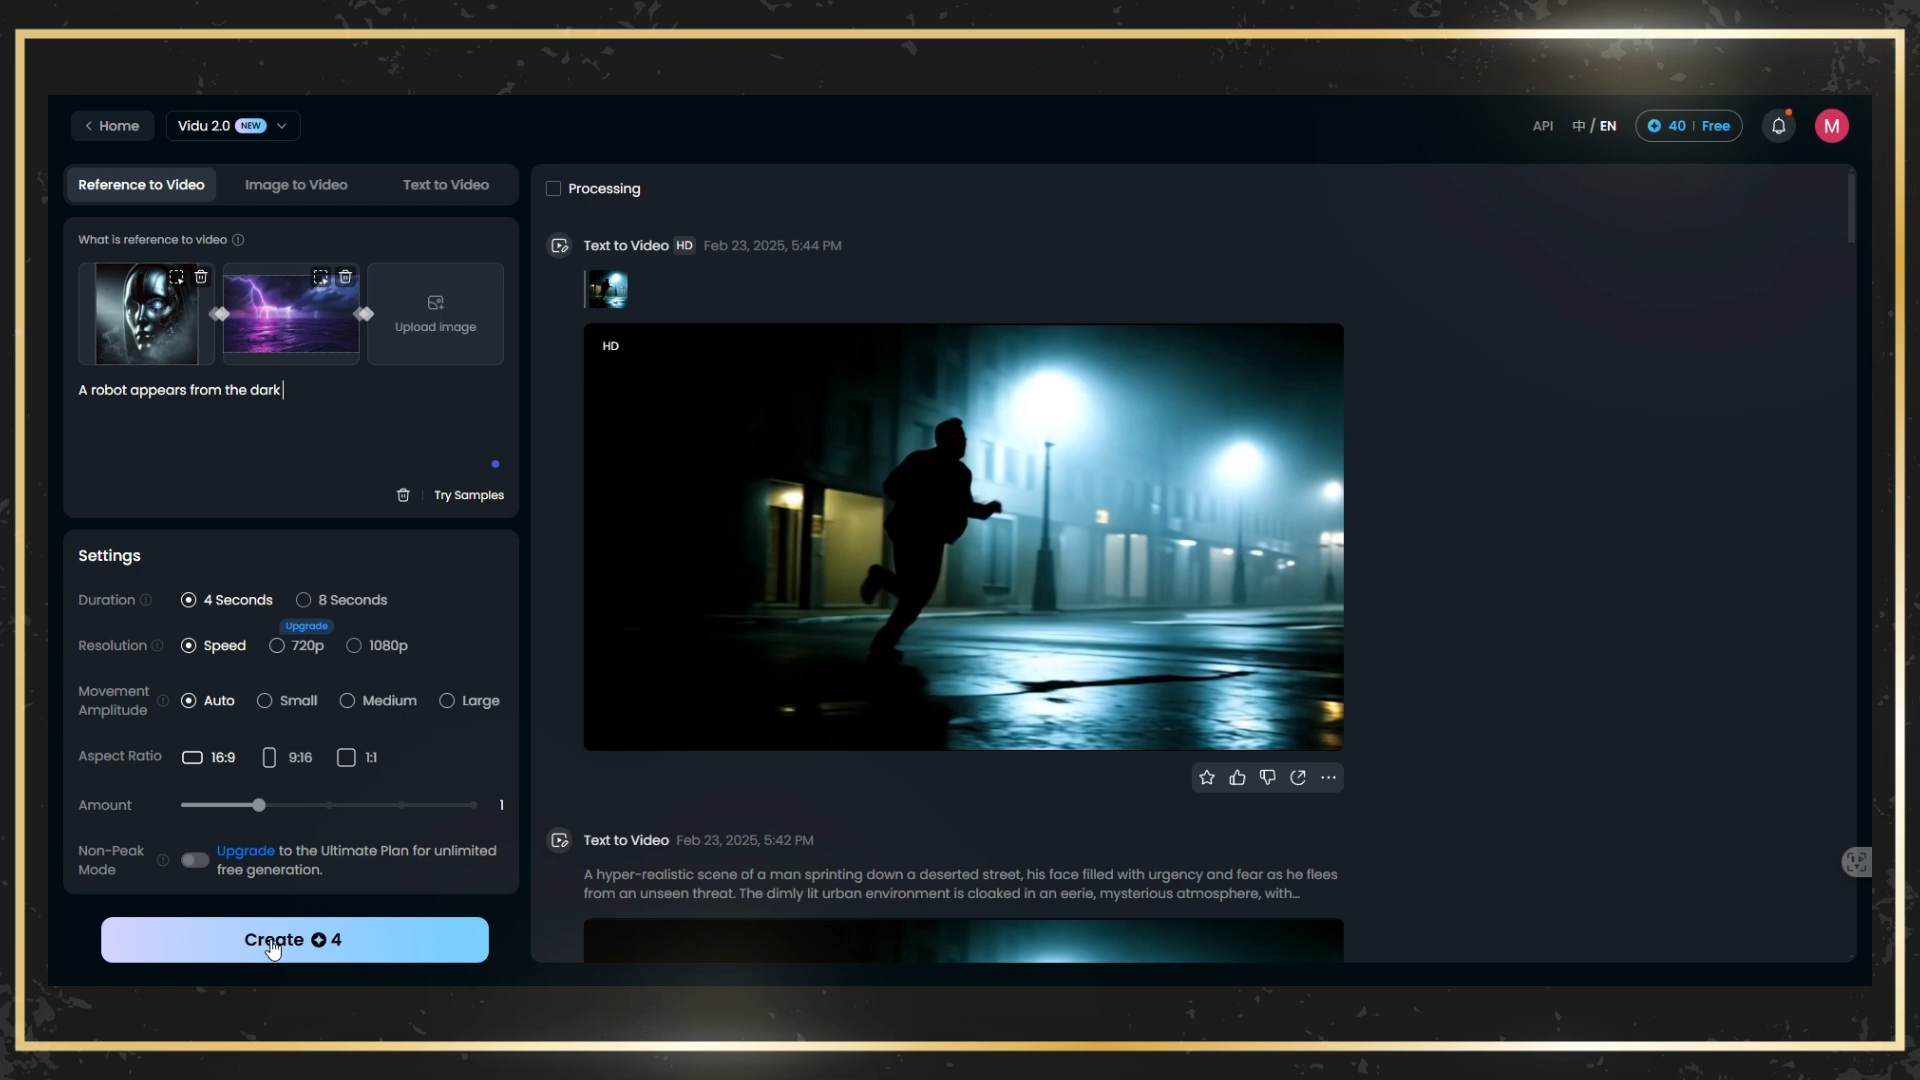 Home
Vidu 2.0 NEW
API
中 / EN
40 | Free
M
Reference to Video
Image to Video
Text to Video
What is reference to video
Upload image
A robot appears from the dark
Try Samples
Settings
Duration
4 Seconds
8 Seconds
Upgrade
Resolution
Speed
720p
1080p
Movement
Amplitude
Auto
Small
Medium
Large
Aspect Ratio
16:9
9:16
1:1
Amount
1
Non-Peak
Mode
Upgrade to the Ultimate Plan for unlimited
free generation.
Create 4
Processing
Text to Video HD Feb 23, 2025, 5:44 PM
HD
Text to Video Feb 23, 2025, 5:42 PM
A hyper-realistic scene of a man sprinting down a deserted street, his face filled with urgency and fear as he flees
from an unseen threat. The dimly lit urban environment is cloaked in an eerie, mysterious atmosphere, with...